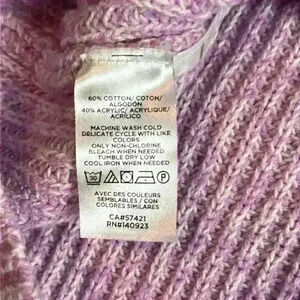 60% COTTON/ COTON/
ALGODON
40% ACRYLIC/ ACRYLIQUE/
ACRILICO
MACHINE WASH COLD
DELICATE CYCLE WITH LIKE
COLORS
ONLY NON-CHLORINE
BLEACH WHEN NEEDED
TUMBLE DRY LOW
COOL IRON WHEN NEEDED
30
AVEC DES COULEURS
SEMBLABLES / CON
COLORES SIMILARES
CA#57421
RN#140923